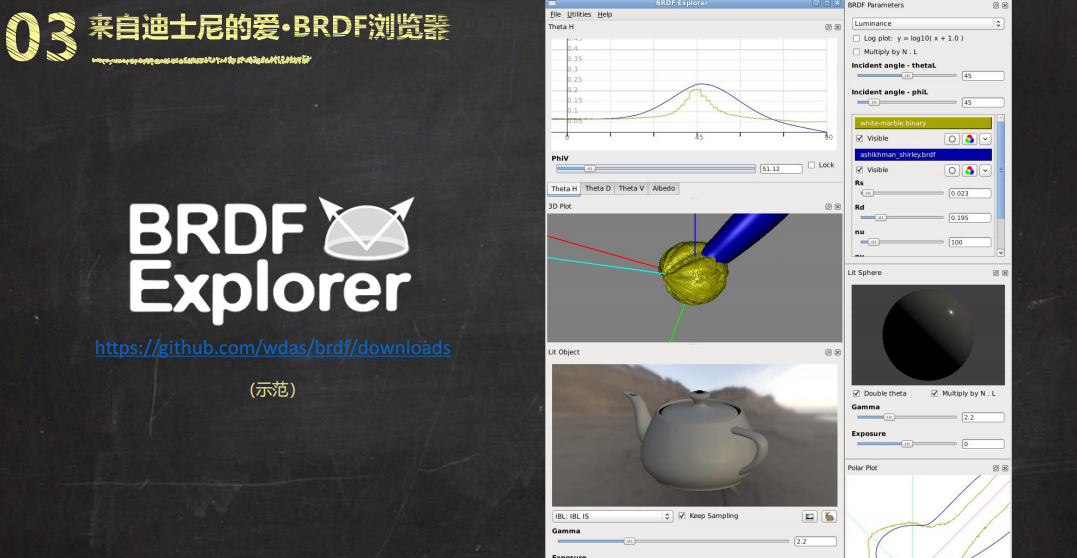 03
来自迪士尼的爱•BRDF浏览器
BRDF
Explorer
https://github.com/wdas/brdf/downloads
(示范)
BRDF Explorer
File Utilities Help
Theta H
0.45
0.4
0.35
0.3
0.25
0.2
0.15
0.1
0.05
0 45 90
PhiV
51.12
Lock
Theta H Theta D Theta V Albedo
3D Plot
Lit Object
IBL: IBL IS
Keep Sampling
Gamma
2.2
Exposure
BRDF Parameters
Luminance
Log plot: y = log10( x + 1.0 )
Multiply by N . L
Incident angle - thetaL
45
Incident angle - phiL
45
white-marble.binary
Visible
ashikhman_shirley.brdf
Visible
Rs
0.023
Rd
0.195
nu
100
Lit Sphere
Double theta Multiply by N . L
Gamma
2.2
Exposure
0
Polar Plot